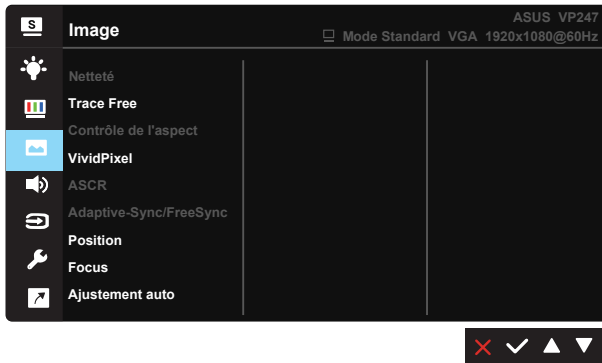 S
ASUS VP247
Image
Mode Standard VGA 1920x1080@60Hz
Netteté
Trace Free
Contrôle de l'aspect
VividPixel
ASCR
Adaptive-Sync/FreeSync
Position
Focus
Ajustement auto